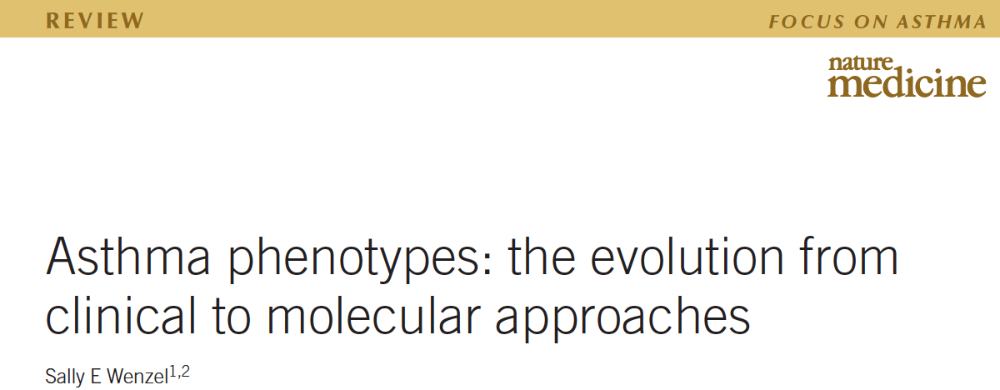 REVIEW
FOCUS ON ASTHMA
nature
medicine
Asthma phenotypes: the evolution from
clinical to molecular approaches
Sally E Wenzel1,2